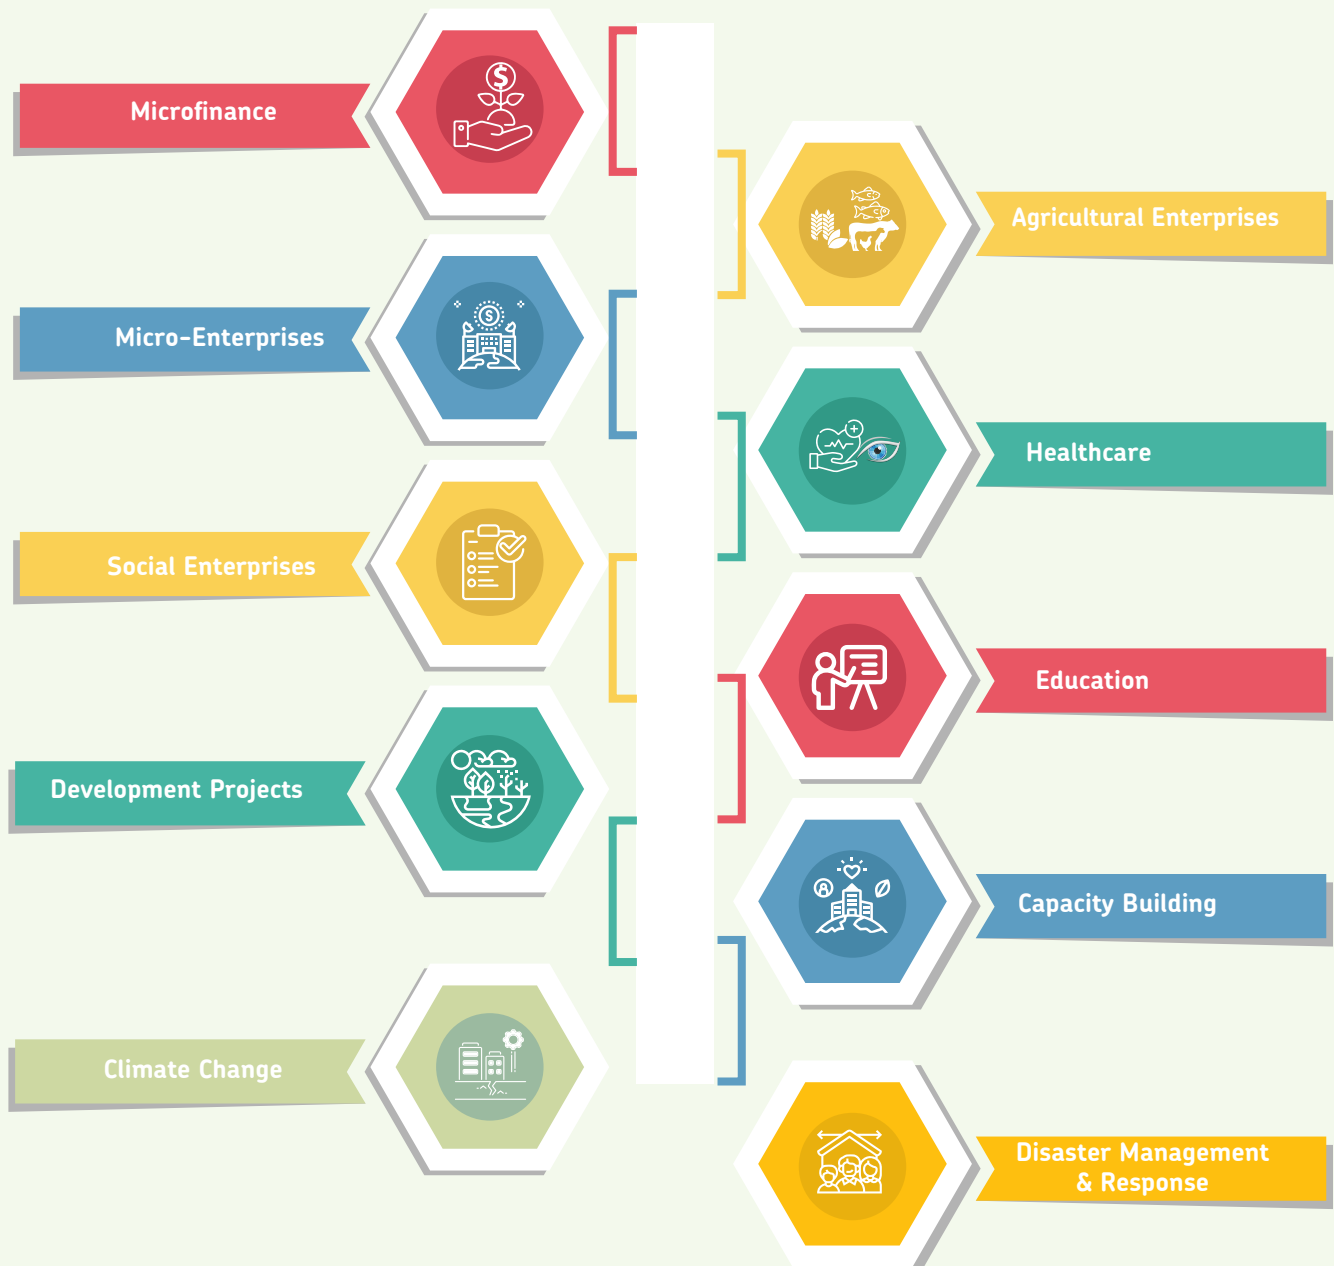 Microfinance
Agricultural Enterprises
Micro-Enterprises
Healthcare
Social Enterprises
Education
Development Projects
Capacity Building
Climate Change
Disaster Management
& Response